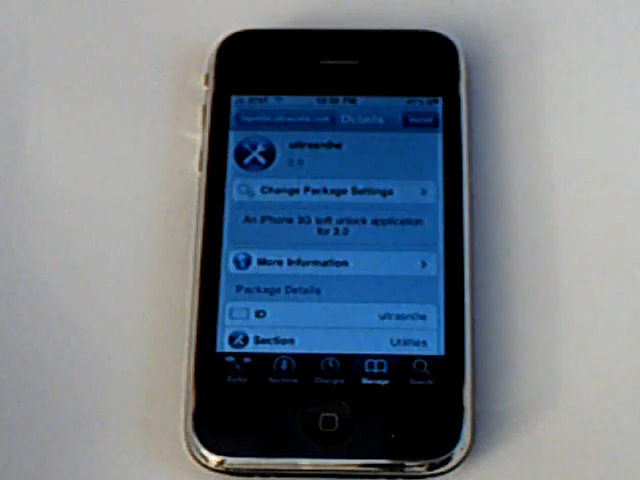 Details
ultrasn0w
Change Package Settings
An iPhone 3G soft unlock application
for 3.0
More Information
Package Details
ID ultrasn0w
Section Utilities
Sections Changes Manage Search